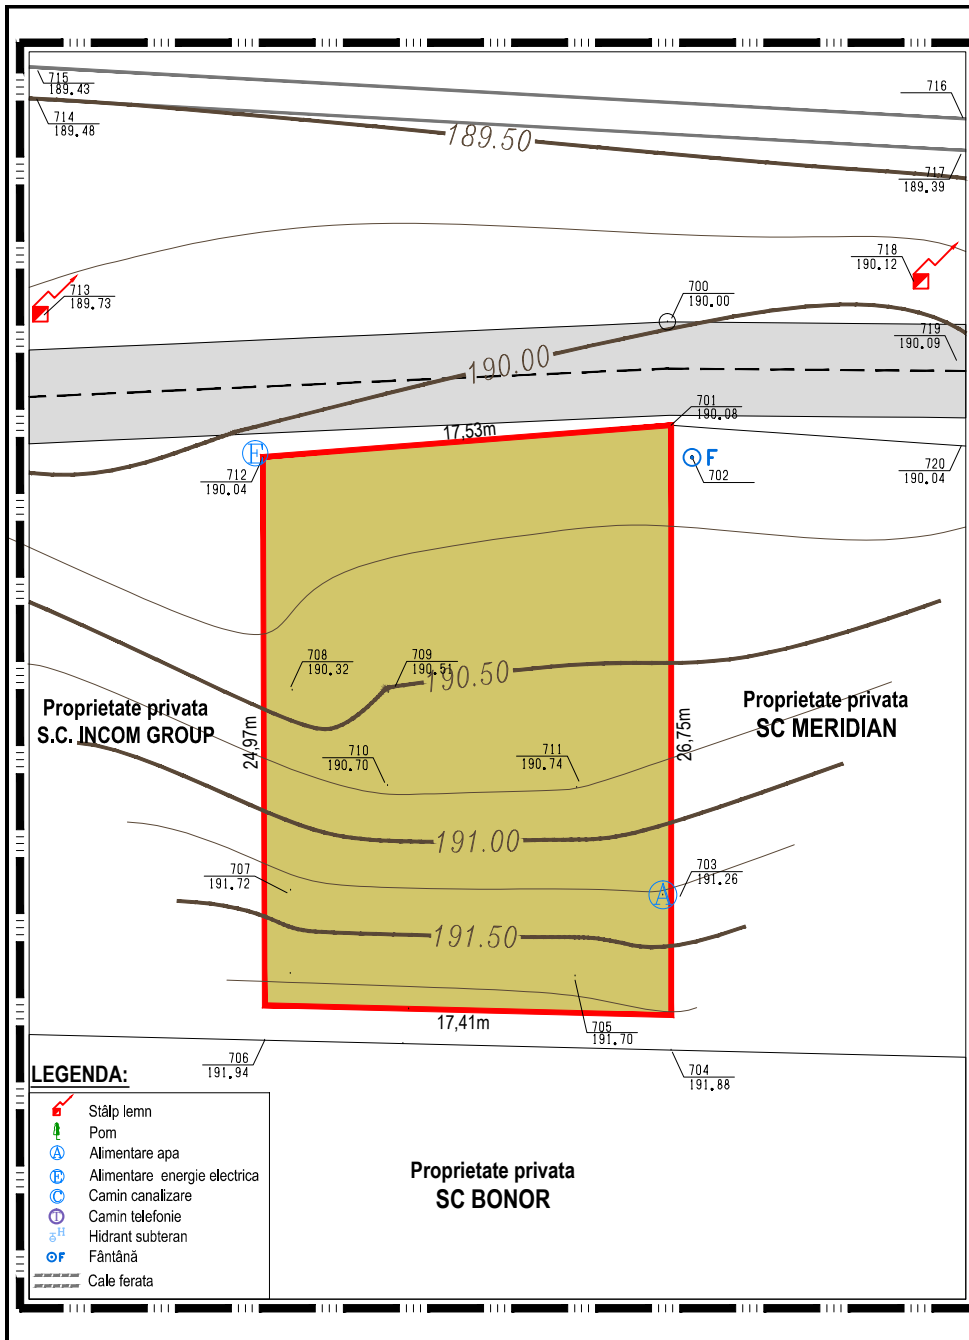 715
189.43
716
714
189.48
189.50
717
189.39
718
190.12
713
189.73
700
190.00
719
190.09
190.00
701
190.08
17,53m
E
F
712
190.04
702
720
190.04
708
190.32
709
190.51
190.50
Proprietate privata
S.C. INCOM GROUP
Proprietate privata
SC MERIDIAN
24,97m
26,75m
710
190.70
711
190.74
191.00
707
191.72
703
191.26
A
191.50
17,41m
705
191.70
706
191.94
704
191.88
LEGENDA:
Stâlp lemn
Pom
A Alimentare apa
E Alimentare energie electrica
C Camin canalizare
T Camin telefonie
H Hidrant subteran
F Fântână
Cale ferata
Proprietate privata
SC BONOR